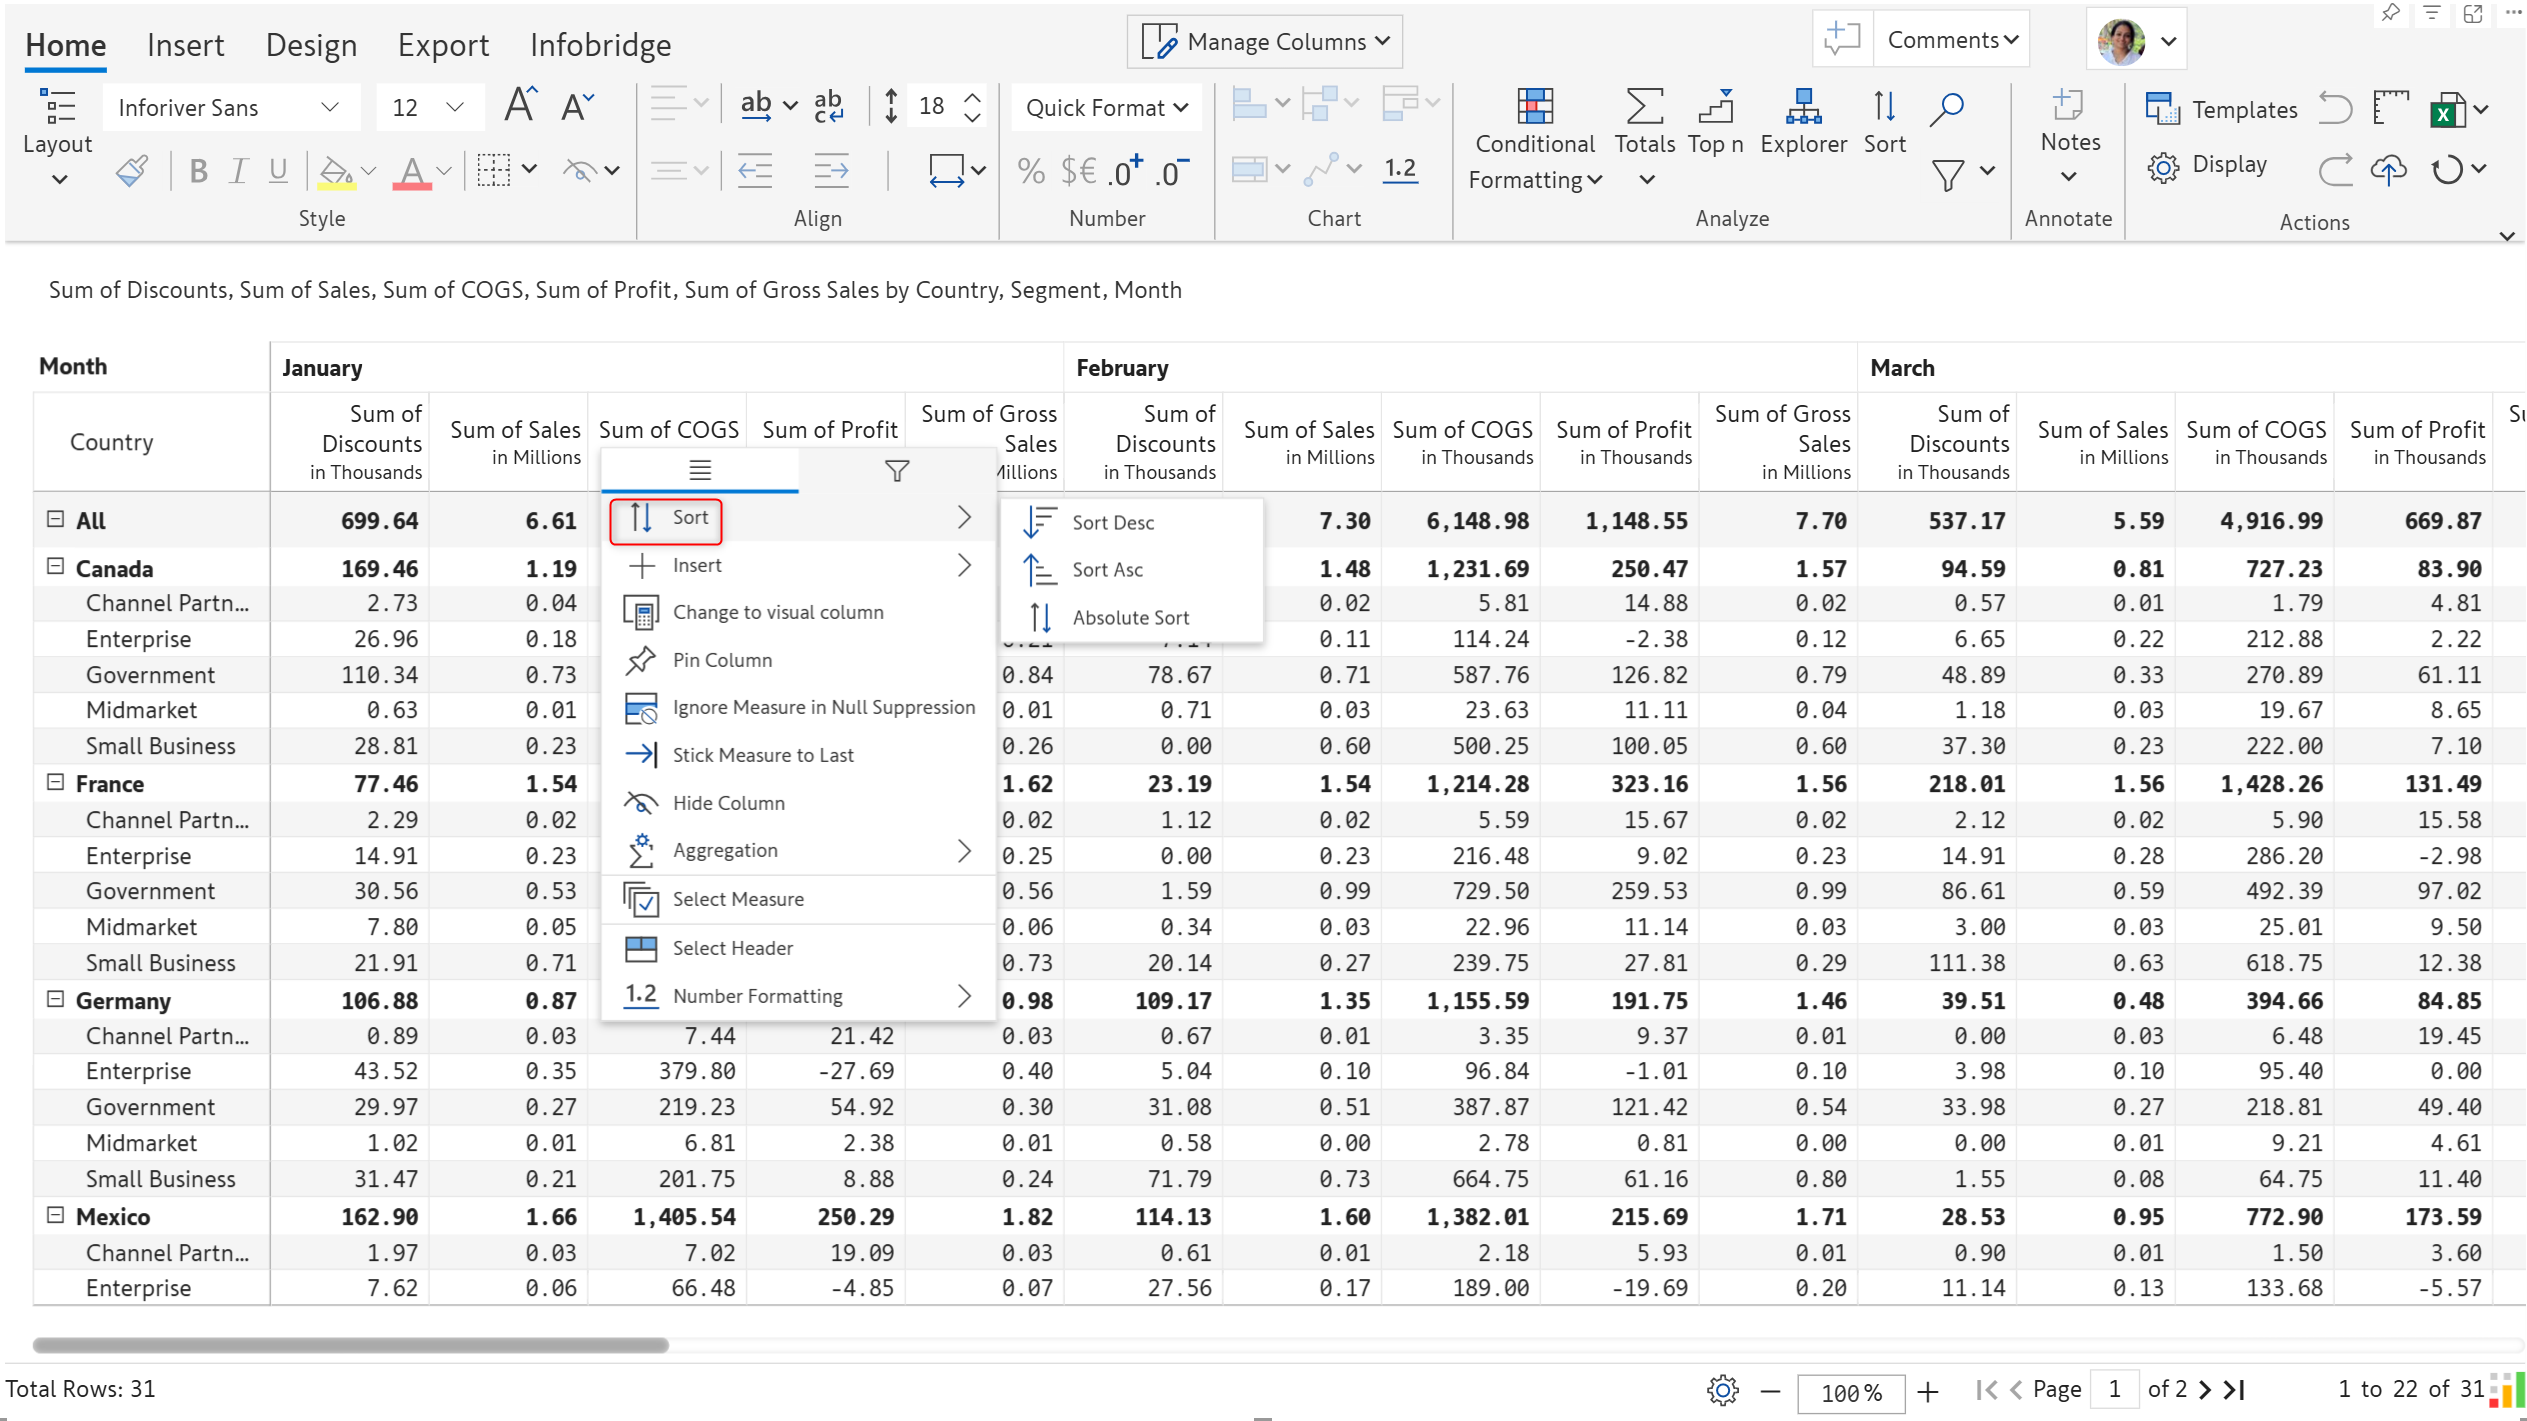 Home Insert Design Export Infobridge Manage Columns Comments
Inforiver Sans 12 A A ab ab 18 Quick Format Conditional Totals Top n Explorer Sort Notes Templates
Layout c
B I U A % $€ .0+ .0- 1.2 Formatting Display
Style Align Number Chart Analyze Annotate Actions
Sum of Discounts, Sum of Sales, Sum of COGS, Sum of Profit, Sum of Gross Sales by Country, Segment, Month
Month January February March
Country
Sum of Discounts in Thousands Sum of Sales in Millions Sum of COGS Sum of Profit Sum of Gross Sales Millions Sum of Discounts in Thousands Sum of Sales in Millions Sum of COGS in Thousands Sum of Profit in Thousands Sum of Gross Sales in Millions Sum of Discounts in Thousands Sum of Sales in Millions Sum of COGS in Thousands Sum of Profit in Thousands
All 699.64 6.61 7.30 6,148.98 1,148.55 7.70 537.17 5.59 4,916.99 669.87
Canada 169.46 1.19 1.48 1,231.69 250.47 1.57 94.59 0.81 727.23 83.90
Channel Partn... 2.73 0.04 0.02 5.81 14.88 0.02 0.57 0.01 1.79 4.81
Enterprise 26.96 0.18 0.11 114.24 -2.38 0.12 6.65 0.22 212.88 2.22
Government 110.34 0.73 0.84 78.67 0.71 587.76 126.82 0.79 48.89 0.33 270.89 61.11
Midmarket 0.63 0.01 0.01 0.71 0.03 23.63 11.11 0.04 1.18 0.03 19.67 8.65
Small Business 28.81 0.23 0.26 0.00 0.60 500.25 100.05 0.60 37.30 0.23 222.00 7.10
France 77.46 1.54 1.62 23.19 1.54 1,214.28 323.16 1.56 218.01 1.56 1,428.26 131.49
Channel Partn... 2.29 0.02 0.02 1.12 0.02 5.59 15.67 0.02 2.12 0.02 5.90 15.58
Enterprise 14.91 0.23 0.25 0.00 0.23 216.48 9.02 0.23 14.91 0.28 286.20 -2.98
Government 30.56 0.53 0.56 1.59 0.99 729.50 259.53 0.99 86.61 0.59 492.39 97.02
Midmarket 7.80 0.05 0.06 0.34 0.03 22.96 11.14 0.03 3.00 0.03 25.01 9.50
Small Business 21.91 0.71 0.73 20.14 0.27 239.75 27.81 0.29 111.38 0.63 618.75 12.38
Germany 106.88 0.87 0.98 109.17 1.35 1,155.59 191.75 1.46 39.51 0.48 394.66 84.85
Channel Partn... 0.89 0.03 7.44 21.42 0.03 0.67 0.01 3.35 9.37 0.01 0.00 0.03 6.48 19.45
Enterprise 43.52 0.35 379.80 -27.69 0.40 5.04 0.10 96.84 -1.01 0.10 3.98 0.10 95.40 0.00
Government 29.97 0.27 219.23 54.92 0.30 31.08 0.51 387.87 121.42 0.54 33.98 0.27 218.81 49.40
Midmarket 1.02 0.01 6.81 2.38 0.01 0.58 0.00 2.78 0.81 0.00 0.00 0.01 9.21 4.61
Small Business 31.47 0.21 201.75 8.88 0.24 71.79 0.73 664.75 61.16 0.80 1.55 0.08 64.75 11.40
Mexico 162.90 1.66 1,405.54 250.29 1.82 114.13 1.60 1,382.01 215.69 1.71 28.53 0.95 772.90 173.59
Channel Partn... 1.97 0.03 7.02 19.09 0.03 0.61 0.01 2.18 5.93 0.01 0.90 0.01 1.50 3.60
Enterprise 7.62 0.06 66.48 -4.85 0.07 27.56 0.17 189.00 -19.69 0.20 11.14 0.13 133.68 -5.57
Sort
Insert
Change to visual column
Pin Column
Ignore Measure in Null Suppression
Stick Measure to Last
Hide Column
Aggregation
Select Measure
Select Header
1.2 Number Formatting
Sort Desc
Sort Asc
Absolute Sort
Total Rows: 31 100% Page 1 of 2 1 to 22 of 31